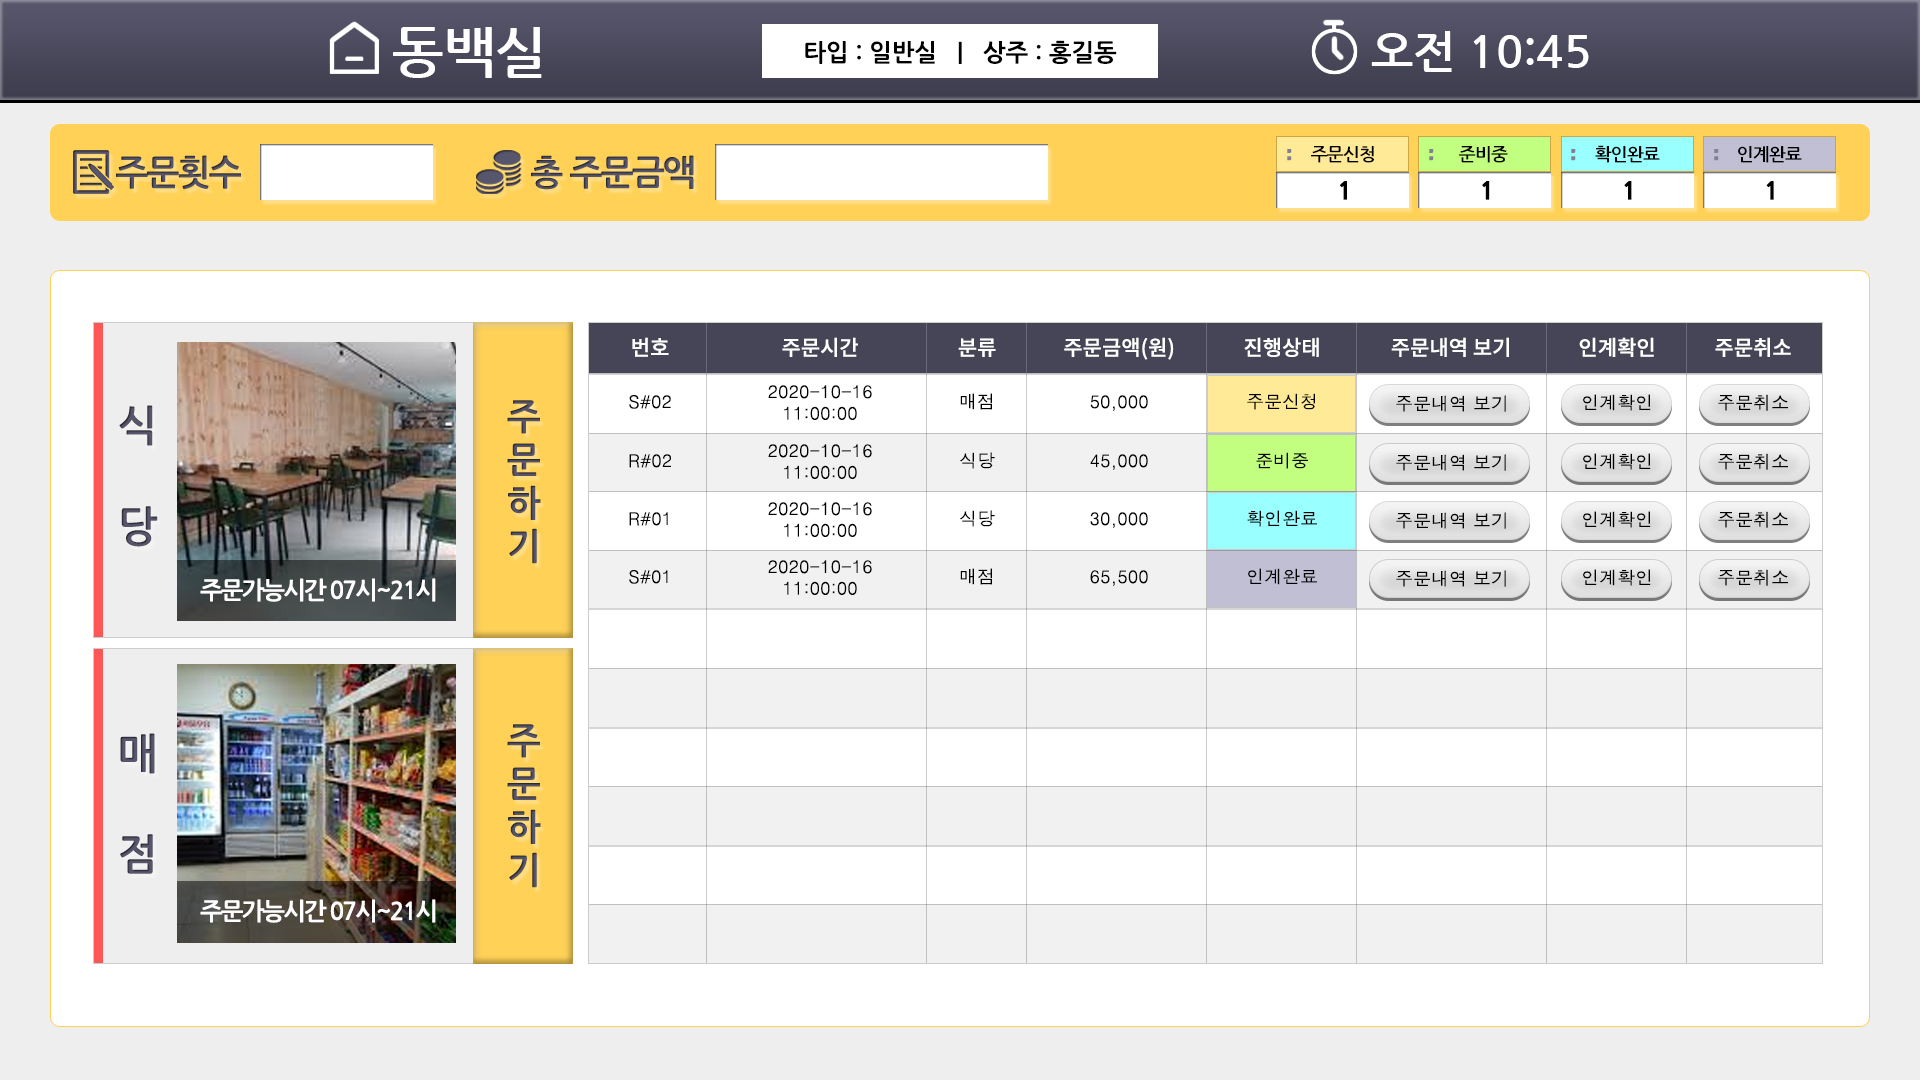 동백실
타입 : 일반실 | 상주 : 홍길동
오전 10:45
주문횟수
총 주문금액
: 주문신청
1
: 준비중
1
: 확인완료
1
: 인계완료
1
식당
주문가능시간 07시~21시
주문하기
매점
주문가능시간 07시~21시
주문하기
번호 주문시간 분류 주문금액(원) 진행상태 주문내역 보기 인계확인 주문취소
S#02 2020-10-16 11:00:00 매점 50,000 주문신청 주문내역 보기 인계확인 주문취소
R#02 2020-10-16 11:00:00 식당 45,000 준비중 주문내역 보기 인계확인 주문취소
R#01 2020-10-16 11:00:00 식당 30,000 확인완료 주문내역 보기 인계확인 주문취소
S#01 2020-10-16 11:00:00 매점 65,500 인계완료 주문내역 보기 인계확인 주문취소